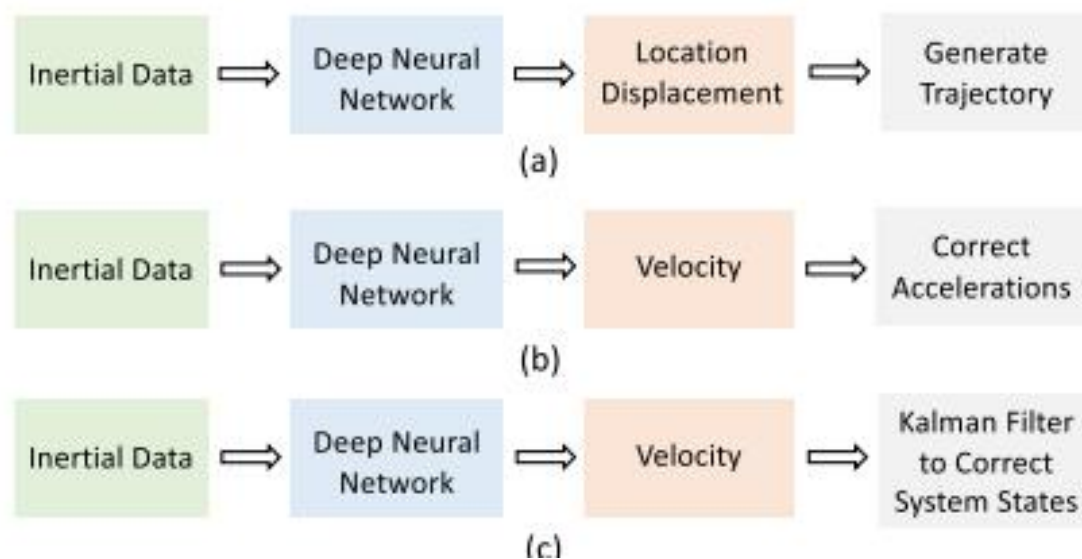 Inertial Data
Deep Neural
Network
Location
Displacement
Generate
Trajectory
(a)
Inertial Data
Deep Neural
Network
Velocity
Correct
Accelerations
(b)
Inertial Data
Deep Neural
Network
Velocity
Kalman Filter
to Correct
System States
(c)